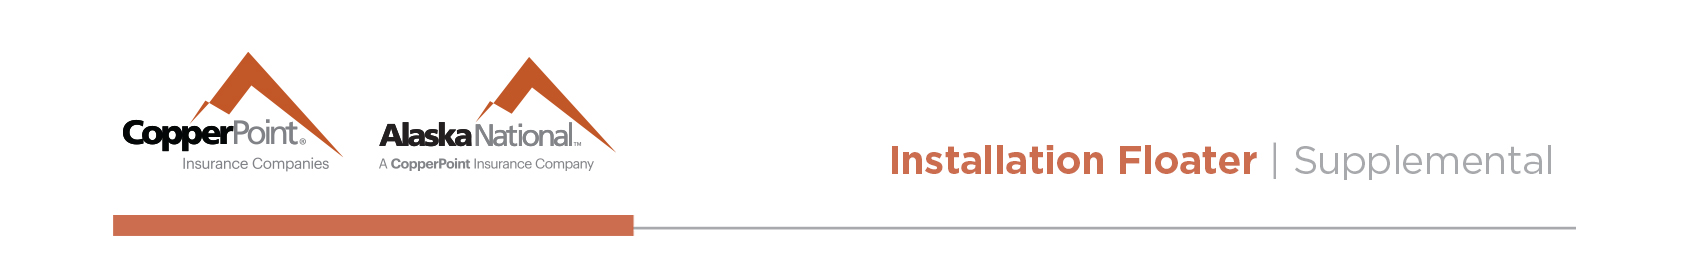 CopperPoint®
Insurance Companies
AlaskaNational™
A CopperPoint Insurance Company
Installation Floater | Supplemental